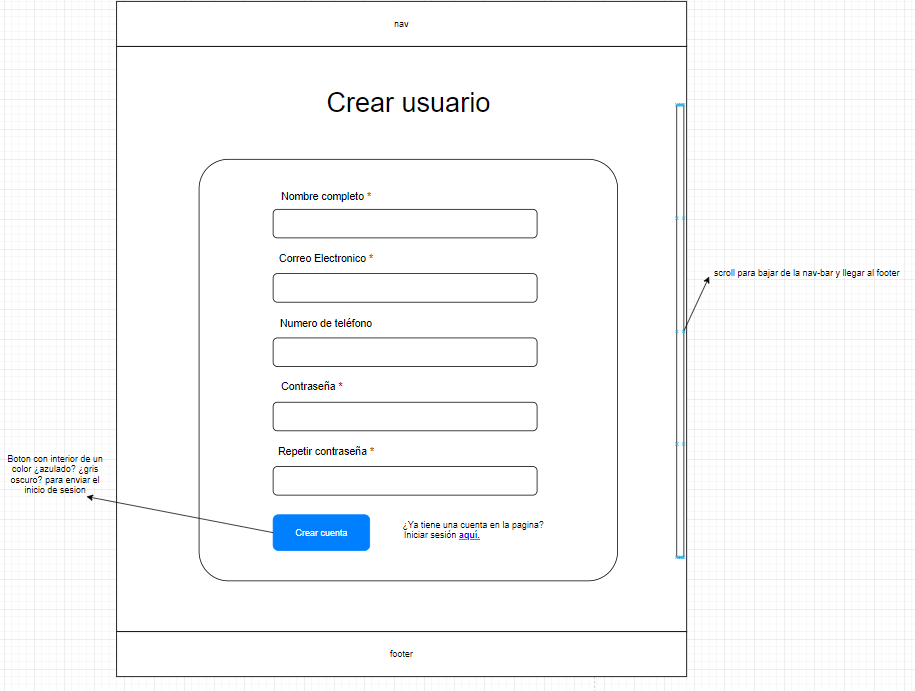 nav
Crear usuario
Nombre completo *
Correo Electronico *
scroll para bajar de la nav-bar y llegar al footer
Numero de teléfono
Contraseña *
Repetir contraseña *
Boton con interior de un
color ¿azulado? ¿gris
oscuro? para enviar el
inicio de sesion
Crear cuenta
¿Ya tiene una cuenta en la pagina?
Iniciar sesión aquí.
footer